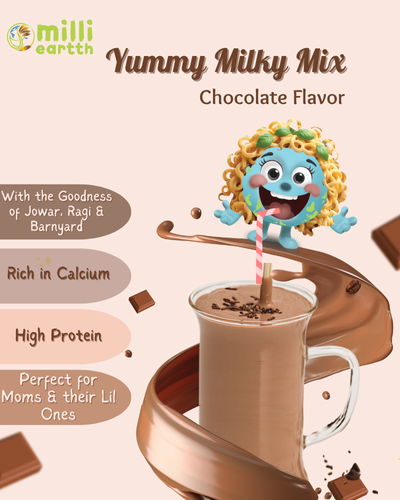 milli
eartth
Yummy Milky Mix
Chocolate Flavor
With the Goodness
of Jowar, Ragi &
Barnyard
Rich in Calcium
High Protein
Perfect for
Moms & their Lil
Ones